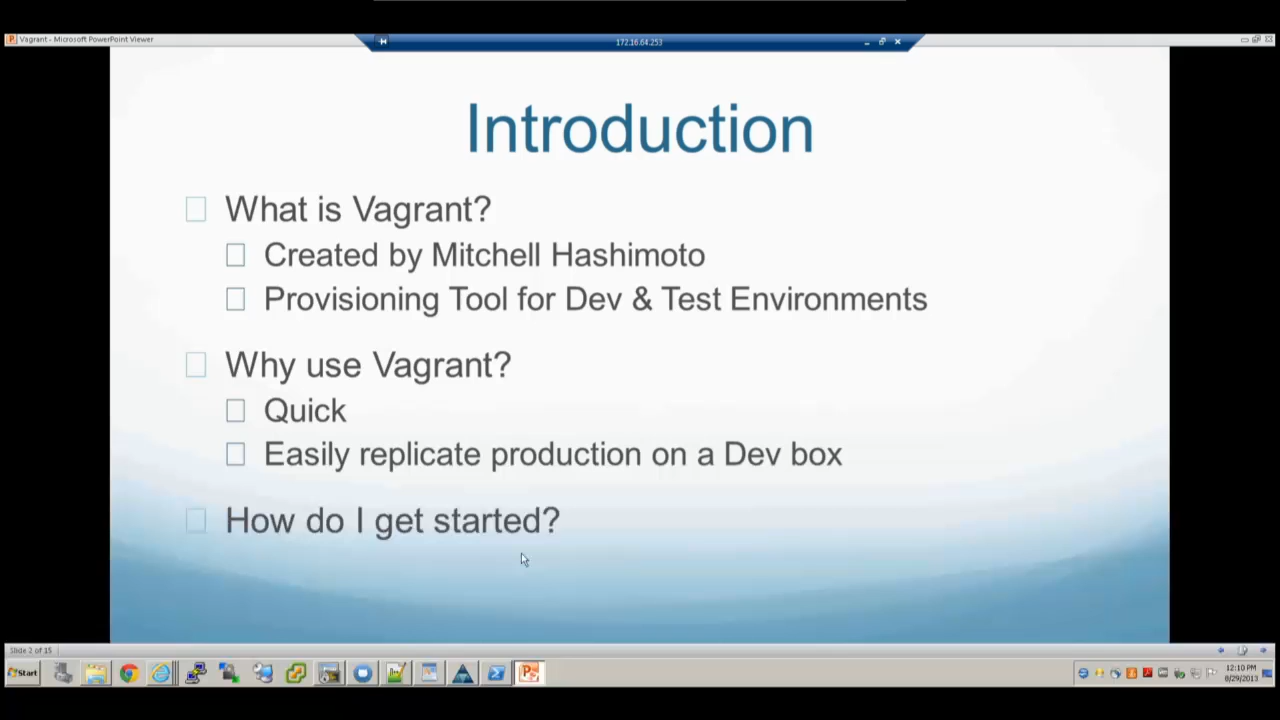 Vagrant - Microsoft PowerPoint Viewer
172.16.64.253
Introduction
What is Vagrant?
Created by Mitchell Hashimoto
Provisioning Tool for Dev & Test Environments
Why use Vagrant?
Quick
Easily replicate production on a Dev box
How do I get started?
Slide 2 of 15
Start
12:10 PM
8/29/2013